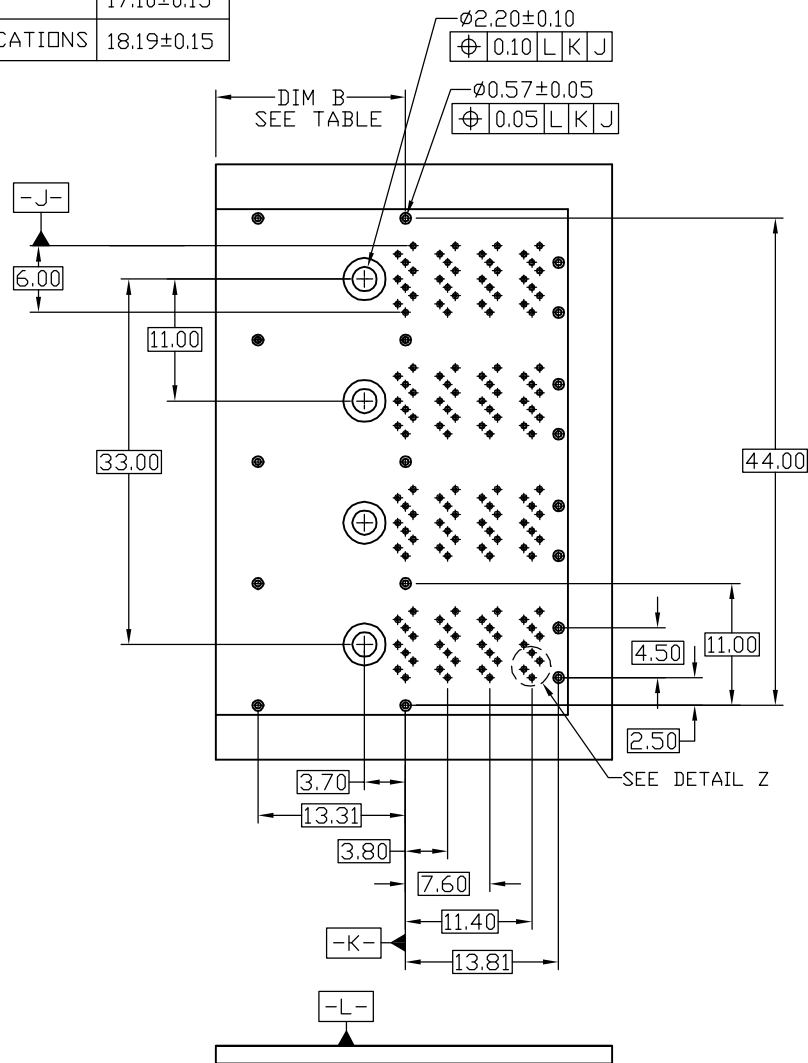 17.10±0.15
CATIONS 18.19±0.15
⌀2.20±0.10
⌖ 0.10 L K J
DIM B
SEE TABLE
⌀0.57±0.05
⌖ 0.05 L K J
-J-
6.00
11.00
33.00
44.00
11.00
4.50
2.50
3.70
SEE DETAIL Z
13.31
3.80
7.60
11.40
-K-
13.81
-L-